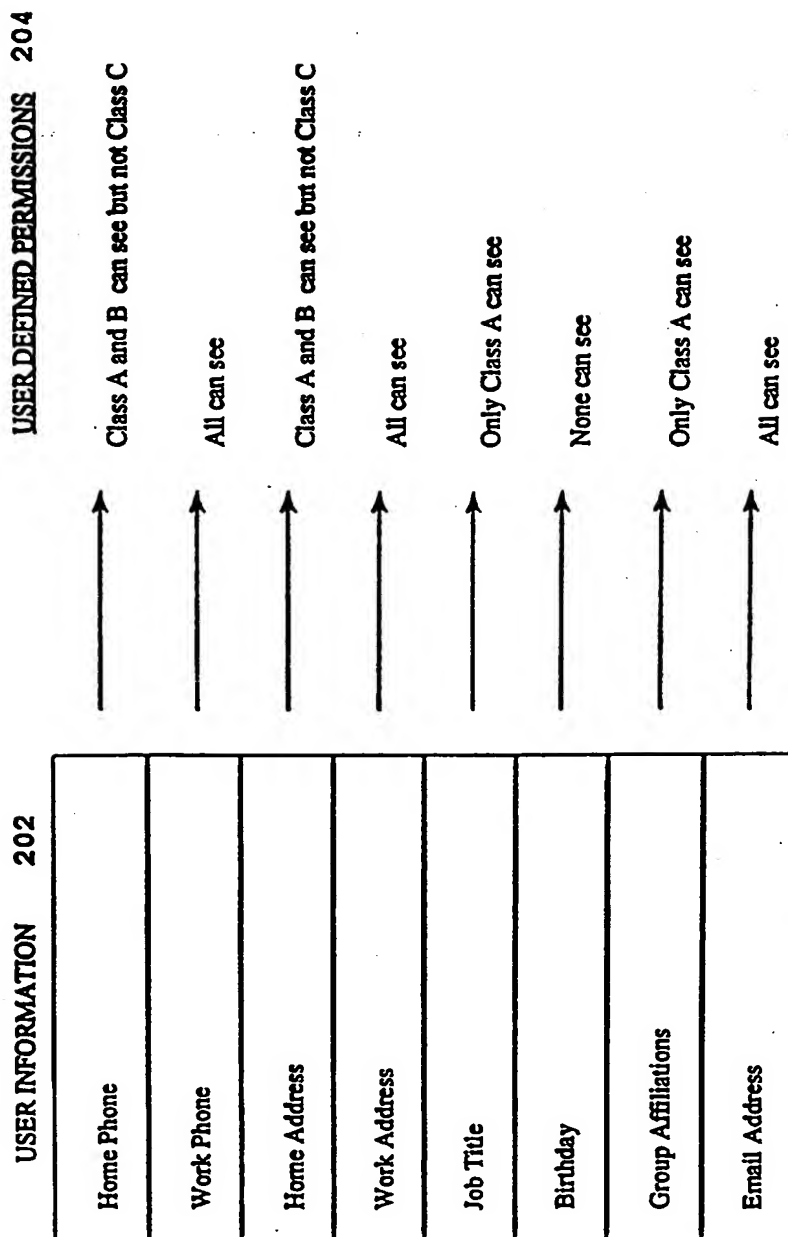 USER INFORMATION 202
USER DEFINED PERMISSIONS 204
Home Phone
Class A and B can see but not Class C
Work Phone
All can see
Home Address
Class A and B can see but not Class C
Work Address
All can see
Job Title
Only Class A can see
Birthday
None can see
Group Affiliations
Only Class A can see
Email Address
All can see